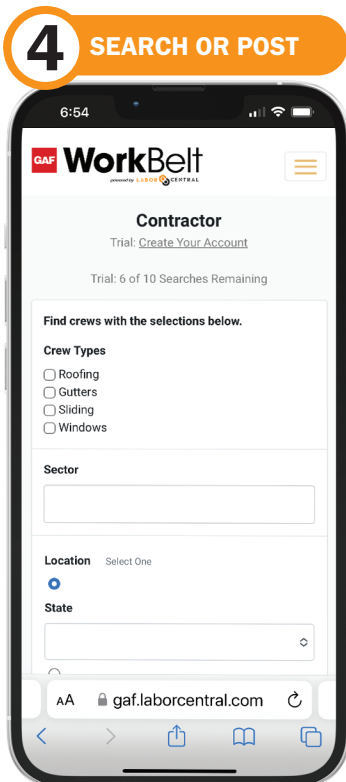 4 SEARCH OR POST
6:54
GAF WorkBelt
powered by LABOR CENTRAL
Contractor
Trial: Create Your Account
Trial: 6 of 10 Searches Remaining
Find crews with the selections below.
Crew Types
Roofing
Gutters
Sliding
Windows
Sector
Location Select One
State
AA gaf.laborcentral.com